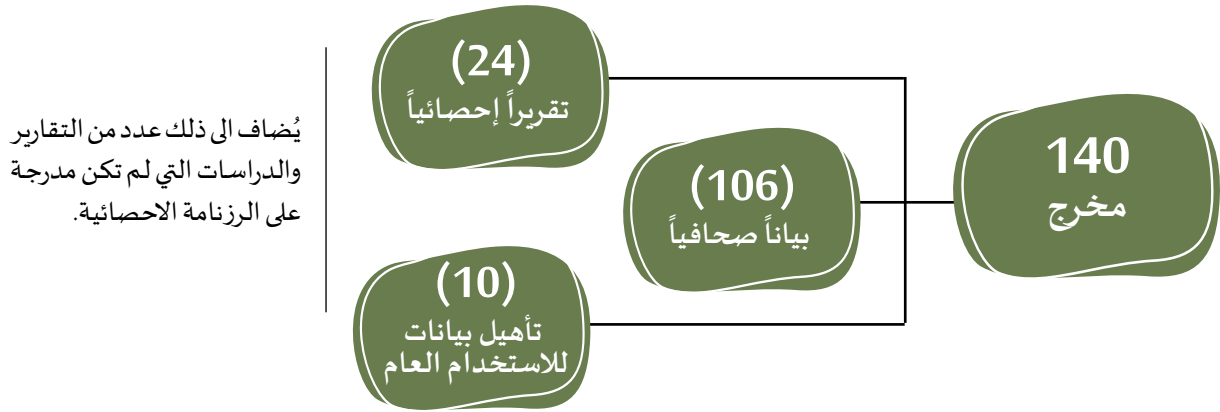 140
مخرج
(24)
تقريراً إحصائياً
(106)
بياناً صحافياً
(10)
تأهيل بيانات
للاستخدام العام
يُضاف الى ذلك عدد من التقارير
والدراسات التي لم تكن مدرجة
على الرزنامة الاحصائية.